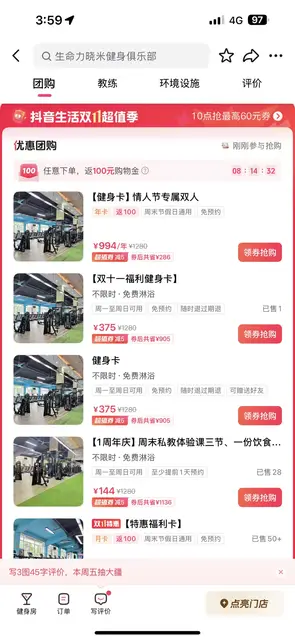 3:59
4G
97
生命力晓米健身俱乐部
团购 教练 环境设施 评价
抖音生活双11超值季
10点抢最高60元券
优惠团购
刚刚参与抢购
100 任意下单，返100元购物金
08 : 14 : 32
【健身卡】情人节专属双人
年卡 返100 周末节假日通用 免预约
¥994/年 ¥1280
领券抢购
超值券 减5 券后共省¥286
【双十一福利健身卡】
不限时 · 免费淋浴
周一至周日可用 免预约 随时退过期退
已售 1
¥375 ¥1280
领券抢购
超值券 减5 券后共省¥905
健身卡
不限时 · 免费淋浴
周一至周日可用 免预约 随时退过期退 可赠送好友
¥375 ¥1280
领券抢购
超值券 减5 券后共省¥905
【1周年庆】周末私教体验课三节、一份饮食...
不限时 · 免费淋浴
周一至周日可用 至少提前1天预约
已售 28
¥144 ¥1280
领券抢购
超值券 减5 券后共省¥1136
双11特惠 【特惠福利卡】
月卡 返100 周末节假日通用 免预约
已售 50+
写3图45字评价，本周五抽大疆
健身房 订单 写评价
点亮门店